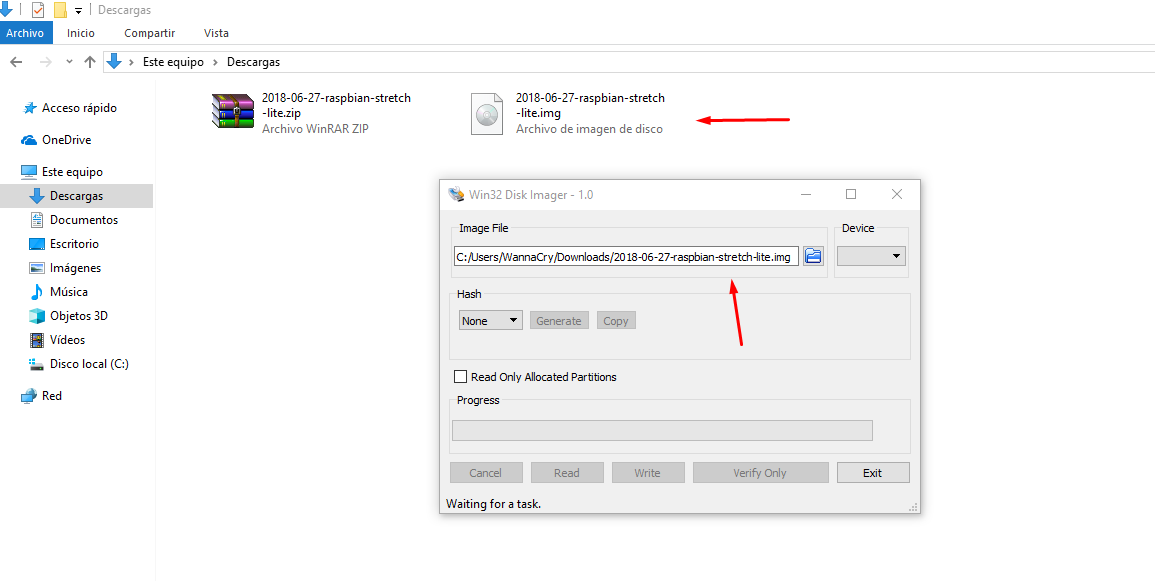 Descargas
Archivo Inicio Compartir Vista
Este equipo Descargas
Acceso rápido
OneDrive
Este equipo
Descargas
Documentos
Escritorio
Imágenes
Música
Objetos 3D
Vídeos
Disco local (C:)
Red
2018-06-27-raspbian-stretch
-lite.zip
Archivo WinRAR ZIP
2018-06-27-raspbian-stretch
-lite.img
Archivo de imagen de disco
Win32 Disk Imager - 1.0
Image File
Device
C:/Users/WannaCry/Downloads/2018-06-27-raspbian-stretch-lite.img
Hash
None Generate Copy
Read Only Allocated Partitions
Progress
Cancel Read Write Verify Only Exit
Waiting for a task.